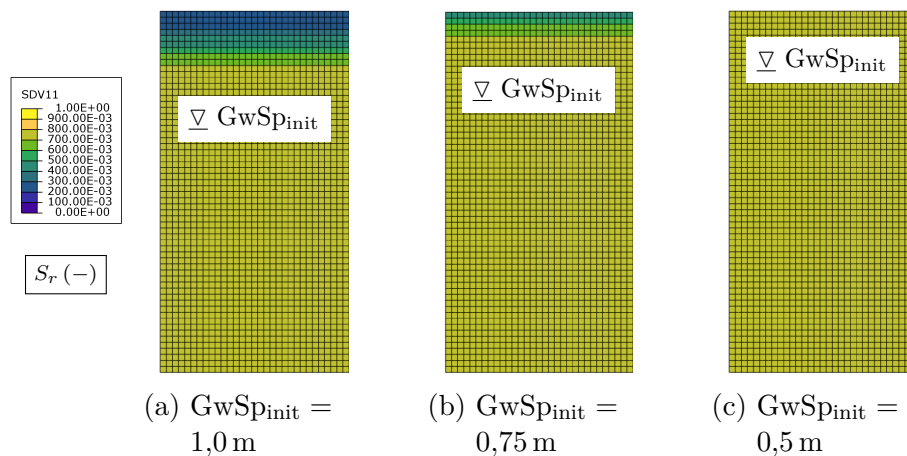 SDV11
1.00E+00
900.00E-03
800.00E-03
700.00E-03
600.00E-03
500.00E-03
400.00E-03
300.00E-03
200.00E-03
100.00E-03
0.00E+00
S_r (−)
▽ GwSp_init
▽ GwSp_init
▽ GwSp_init
(a) GwSp_init =
1,0 m
(b) GwSp_init =
0,75 m
(c) GwSp_init =
0,5 m